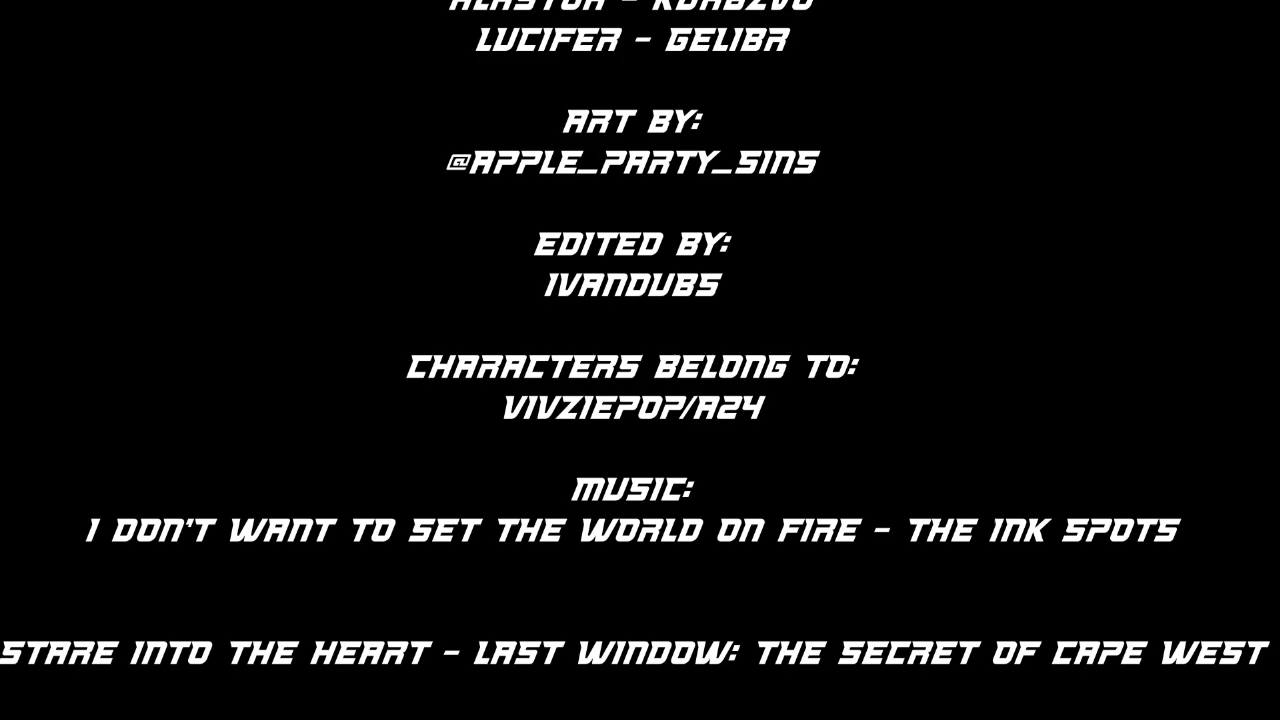 LUCIFER - GELIBR
ART BY:
@APPLE_PARTY_SINS
EDITED BY:
IVANDUBS
CHARACTERS BELONG TO:
VIVZIEPOP/A24
MUSIC:
I DON'T WANT TO SET THE WORLD ON FIRE - THE INK SPOTS
STARE INTO THE HEART - LAST WINDOW: THE SECRET OF CAPE WEST